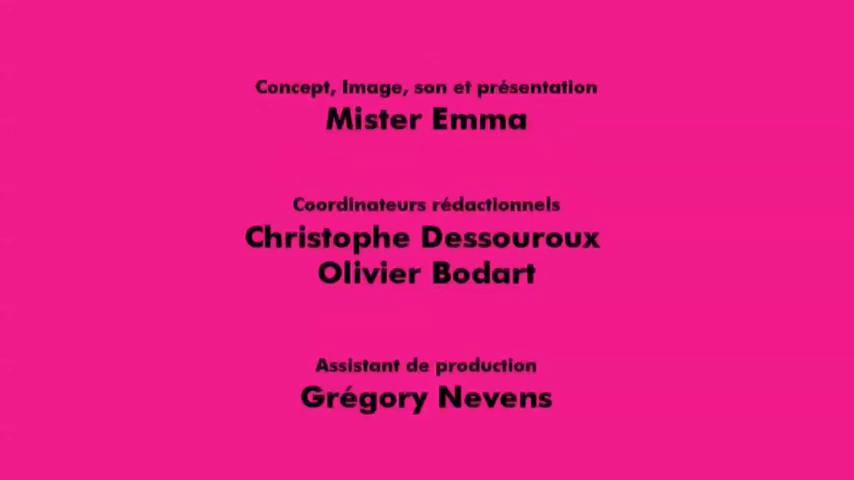 Concept, Image, son et présentation
Mister Emma
Coordinateurs rédactionnels
Christophe Dessouroux
Olivier Bodart
Assistant de production
Grégory Nevens